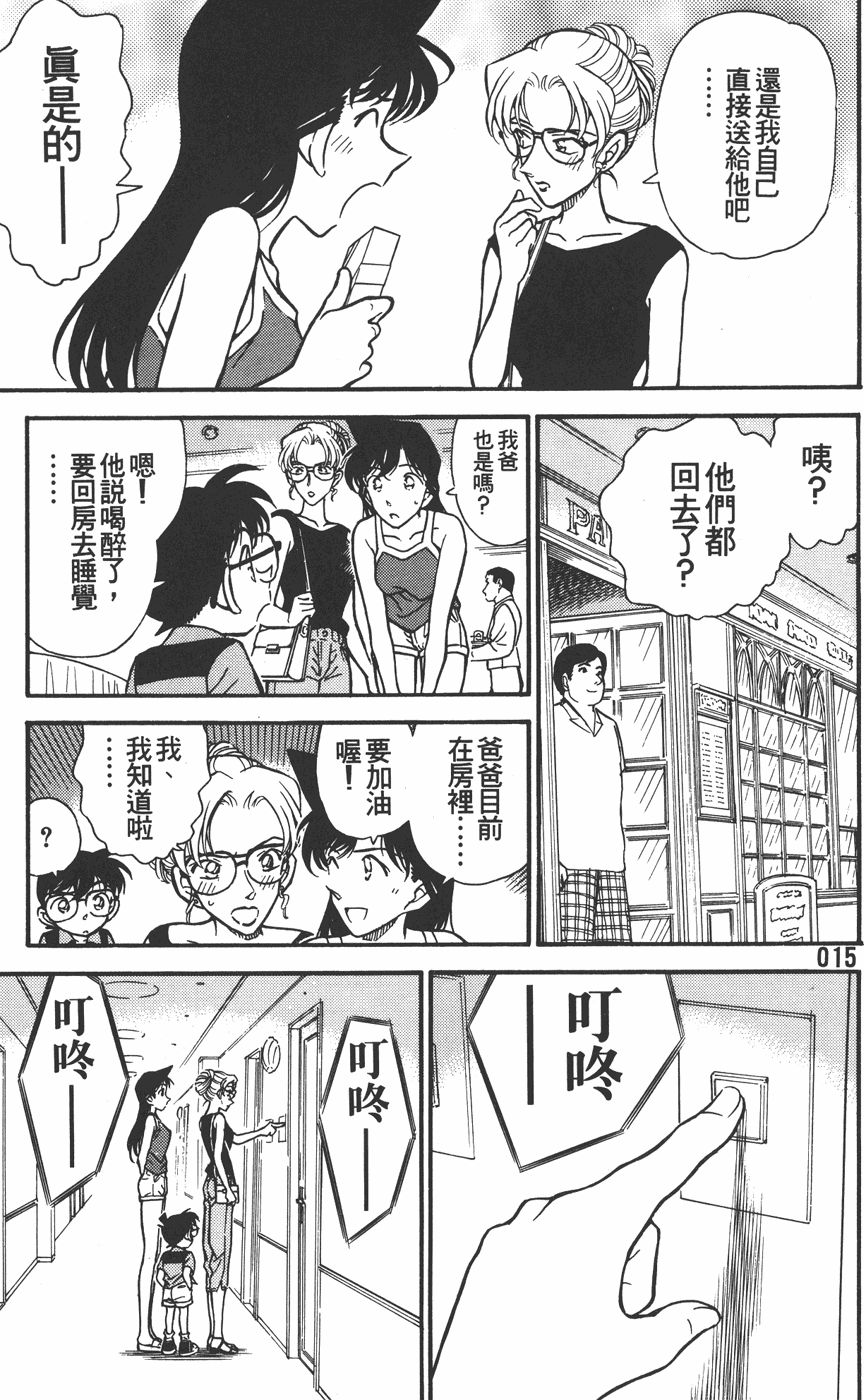 還是我自己
直接送給他吧
……
眞是的—
咦？
他們都
回去了？
PA
我爸
也是嗎？
嗯！
他説喝醉了，
要回房去睡覺
……
爸爸目前
在房裡……
要加油
喔！
我、
我知道啦
……
？
015
叮咚—
叮咚—
叮咚—